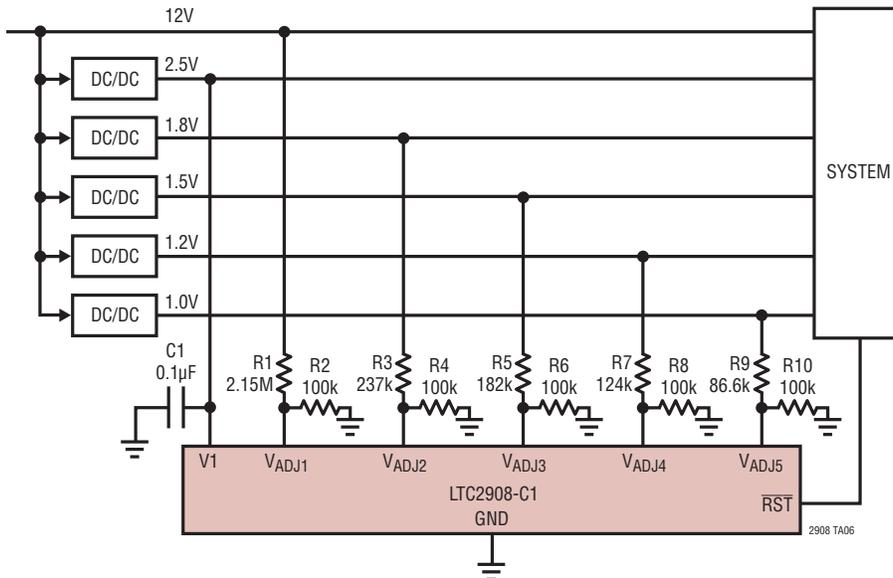 12V
DC/DC 2.5V
DC/DC 1.8V
DC/DC 1.5V
DC/DC 1.2V
DC/DC 1.0V
SYSTEM
C1
0.1µF
R1
2.15M
R2
100k
R3
237k
R4
100k
R5
182k
R6
100k
R7
124k
R8
100k
R9
86.6k
R10
100k
V1 VADJ1 VADJ2 VADJ3 VADJ4 VADJ5
LTC2908-C1
GND
RST
2908 TA06